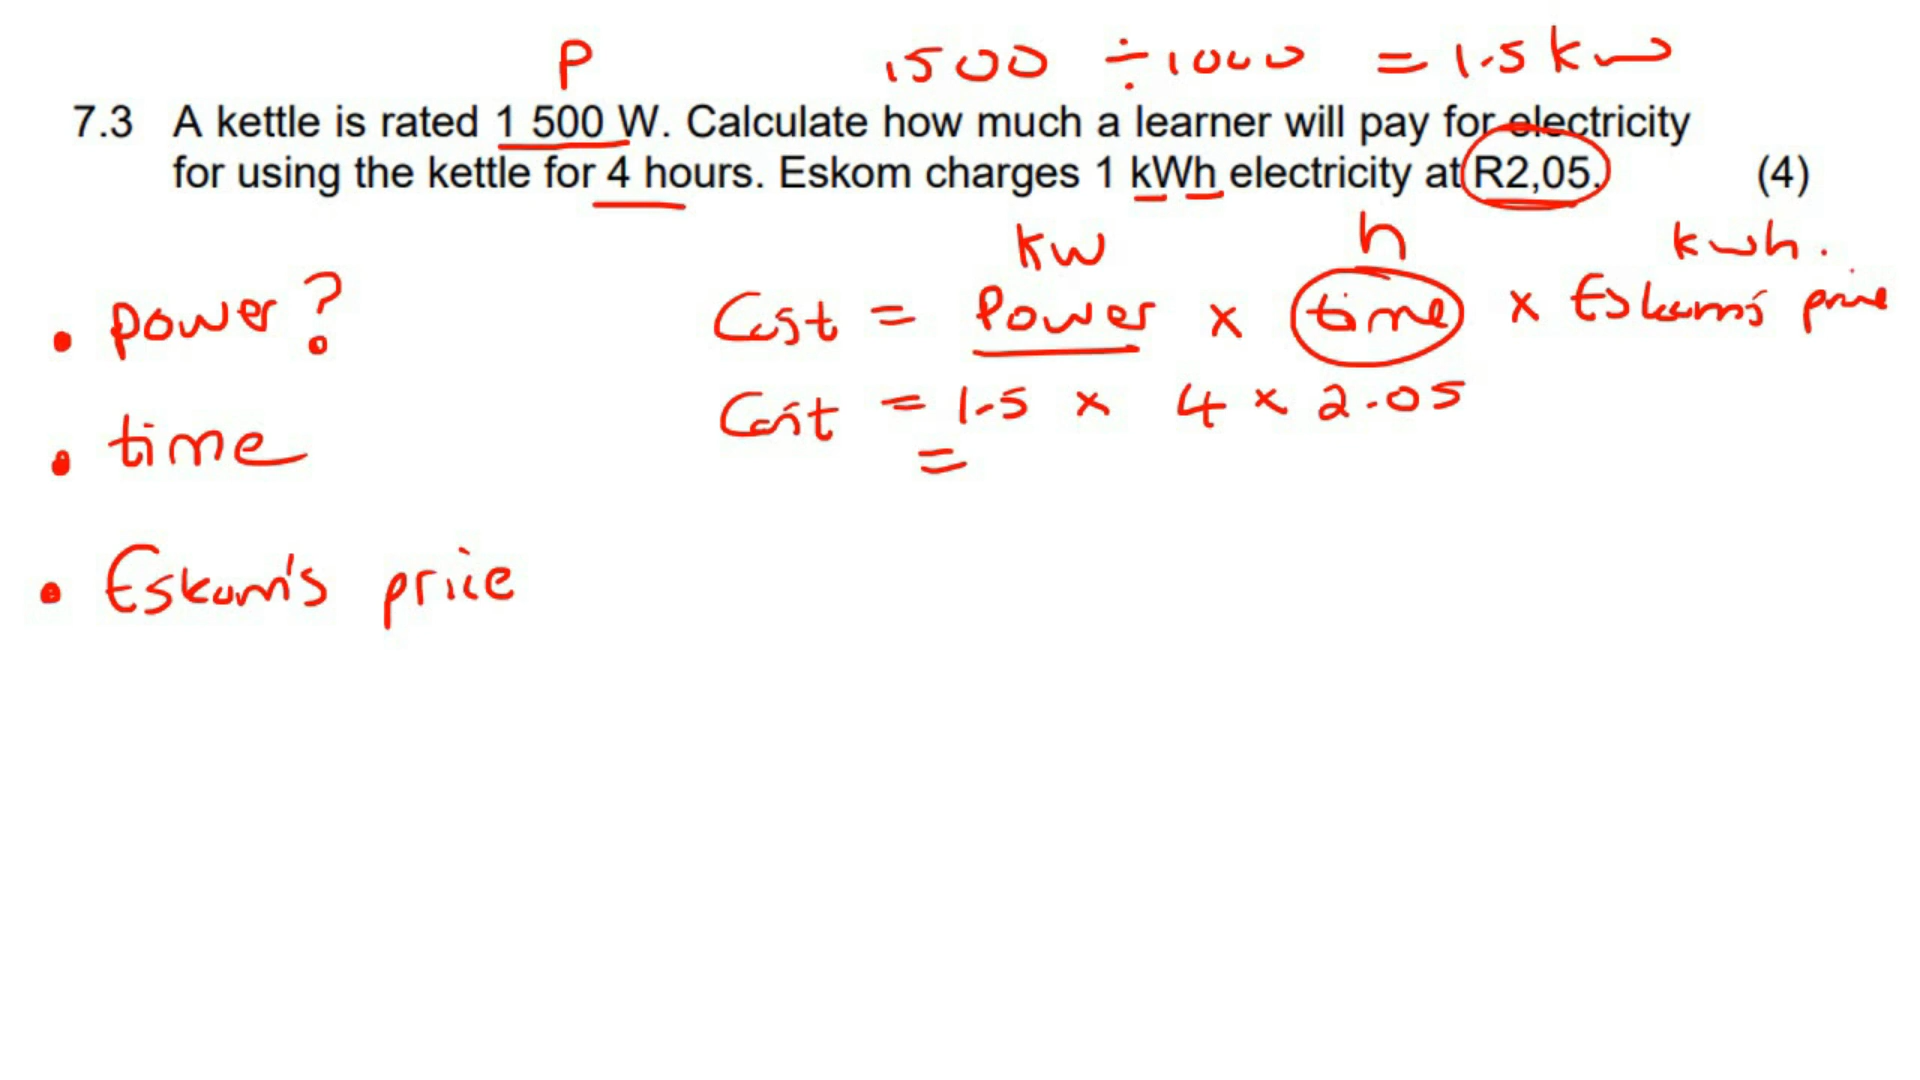 P 1500 ÷ 1000 = 1.5 kw
7.3 A kettle is rated 1 500 W. Calculate how much a learner will pay for electricity
for using the kettle for 4 hours. Eskom charges 1 kWh electricity at R2,05. (4)
kw h kwh.
• power? Cost = Power x time x Eskom's price
Cost = 1.5 x 4 x 2.05
• time =
• Eskom's price